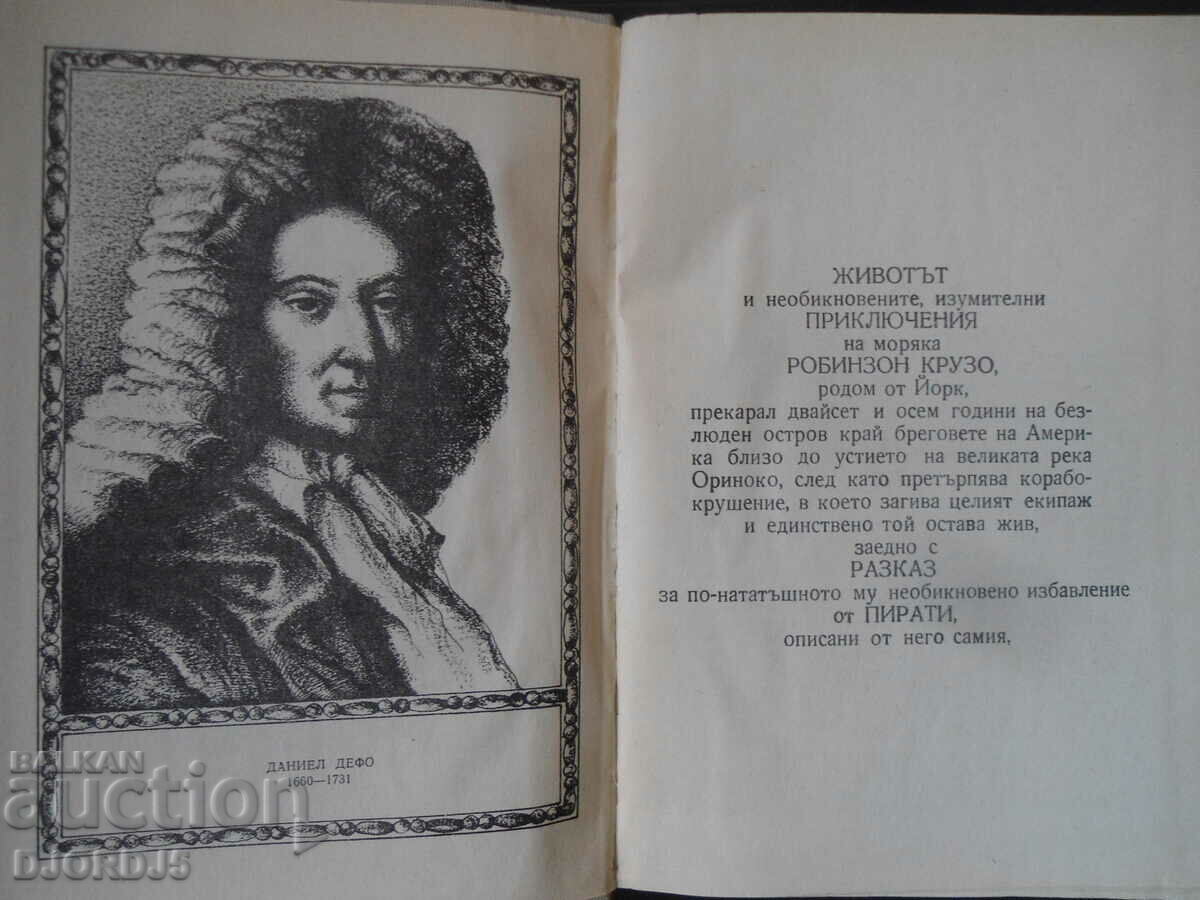 ДАНИЕЛ ДЕФО
1660—1731
BALKAN
auction
DJORDJ5
ЖИВОТЪТ
и необикновените, изумителни
ПРИКЛЮЧЕНИЯ
на моряка
РОБИНЗОН КРУЗО,
родом от Йорк,
прекарал двайсет и осем години на без-
люден остров край бреговете на Амери-
ка близо до устието на великата река
Ориноко, след като претърпява корабо-
крушение, в което загива целият екипаж
и единствено той остава жив,
заедно с
РАЗКАЗ
за по-нататъшното му необикновено избавление
от ПИРАТИ,
описани от него самия.